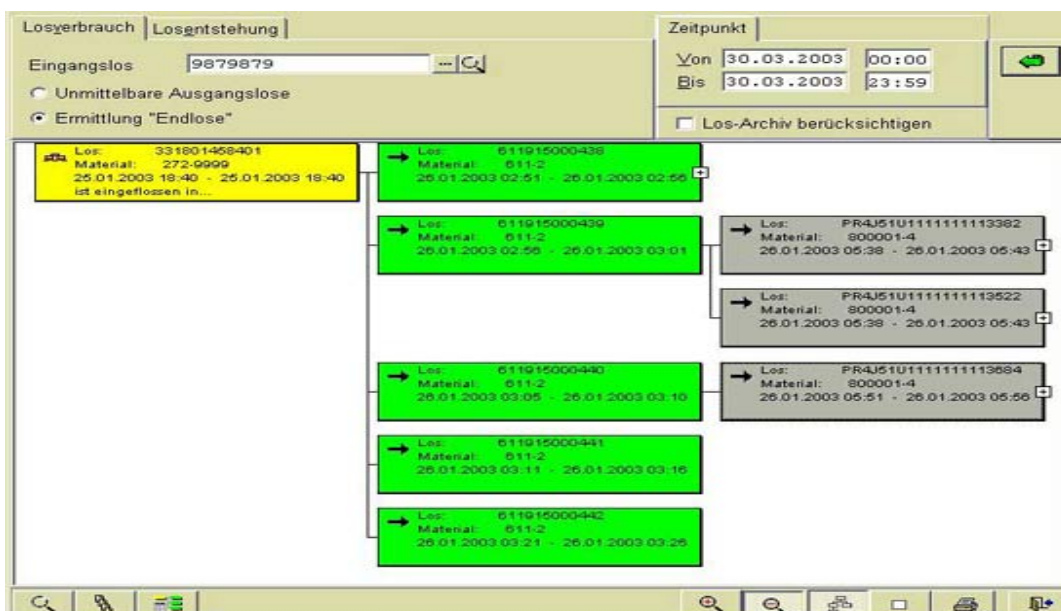 Losverbrauch Losentstehung
Zeitpunkt
Eingangslos 9879879
Von 30.03.2003 00:00
Bis 30.03.2003 23:59
Unmittelbare Ausgangslose
Ermittlung "Endlose"
Los-Archiv berücksichtigen
Los: 331801458401
Material: 272-9999
25.01.2003 18:40 - 25.01.2003 18:40
ist eingeflossen in...
Los: 611915000438
Material: 611-2
26.01.2003 02:51 - 26.01.2003 02:56
Los: 611915000439
Material: 611-2
26.01.2003 02:56 - 26.01.2003 03:01
Los: PR4J51U1111111113382
Material: 800001-4
26.01.2003 05:38 - 26.01.2003 05:43
Los: PR4J51U1111111113522
Material: 800001-4
26.01.2003 05:38 - 26.01.2003 05:43
Los: 611915000440
Material: 611-2
26.01.2003 03:05 - 26.01.2003 03:10
Los: PR4J51U1111111113684
Material: 800001-4
26.01.2003 05:51 - 26.01.2003 05:56
Los: 611915000441
Material: 611-2
26.01.2003 03:11 - 26.01.2003 03:16
Los: 611915000442
Material: 611-2
26.01.2003 03:21 - 26.01.2003 03:26